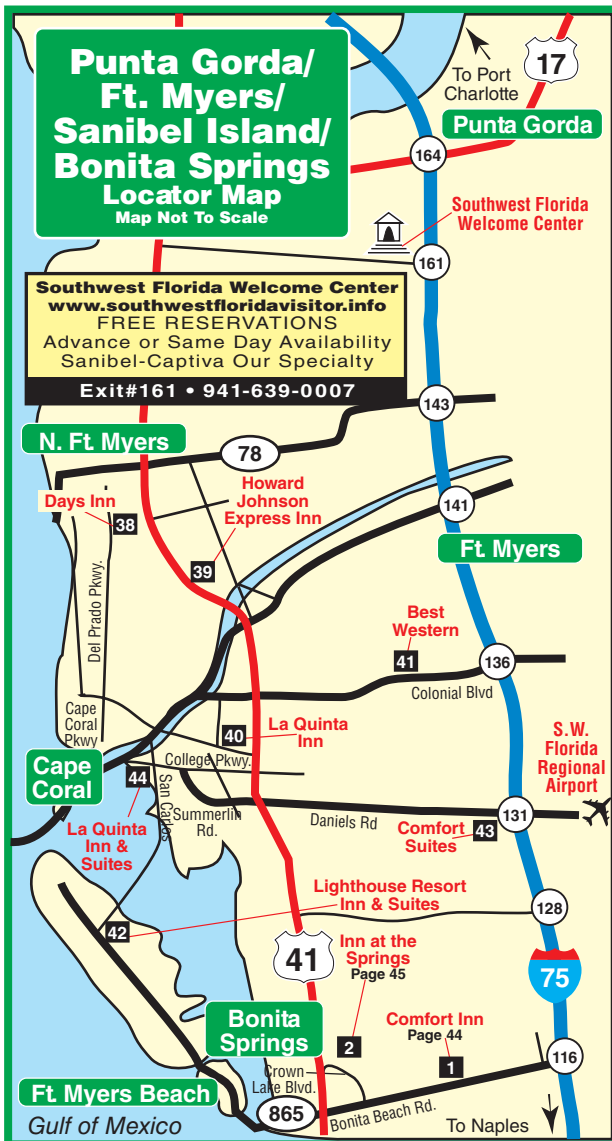 Punta Gorda/
Ft. Myers/
Sanibel Island/
Bonita Springs
Locator Map
Map Not To Scale
To Port
Charlotte
17
Punta Gorda
164
Southwest Florida
Welcome Center
161
Southwest Florida Welcome Center
www.southwestfloridavisitor.info
FREE RESERVATIONS
Advance or Same Day Availability
Sanibel-Captiva Our Specialty
Exit#161 • 941-639-0007
143
N. Ft. Myers
78
Days Inn
38
Howard
Johnson
Express Inn
39
141
Ft. Myers
Del Prado Pkwy.
Best
Western
41
136
Colonial Blvd
Cape
Coral
Pkwy
40
La Quinta
Inn
S.W.
Florida
Regional
Airport
College Pkwy.
Cape
Coral
44
La Quinta
Inn &
Suites
San Carlos
Summerlin
Rd.
Daniels Rd
Comfort
Suites
43
131
Lighthouse Resort
Inn & Suites
42
128
41
Inn at the
Springs
Page 45
2
75
Comfort Inn
Page 44
1
116
Bonita
Springs
Crown
Lake Blvd.
Ft. Myers Beach
865
Bonita Beach Rd.
To Naples
Gulf of Mexico